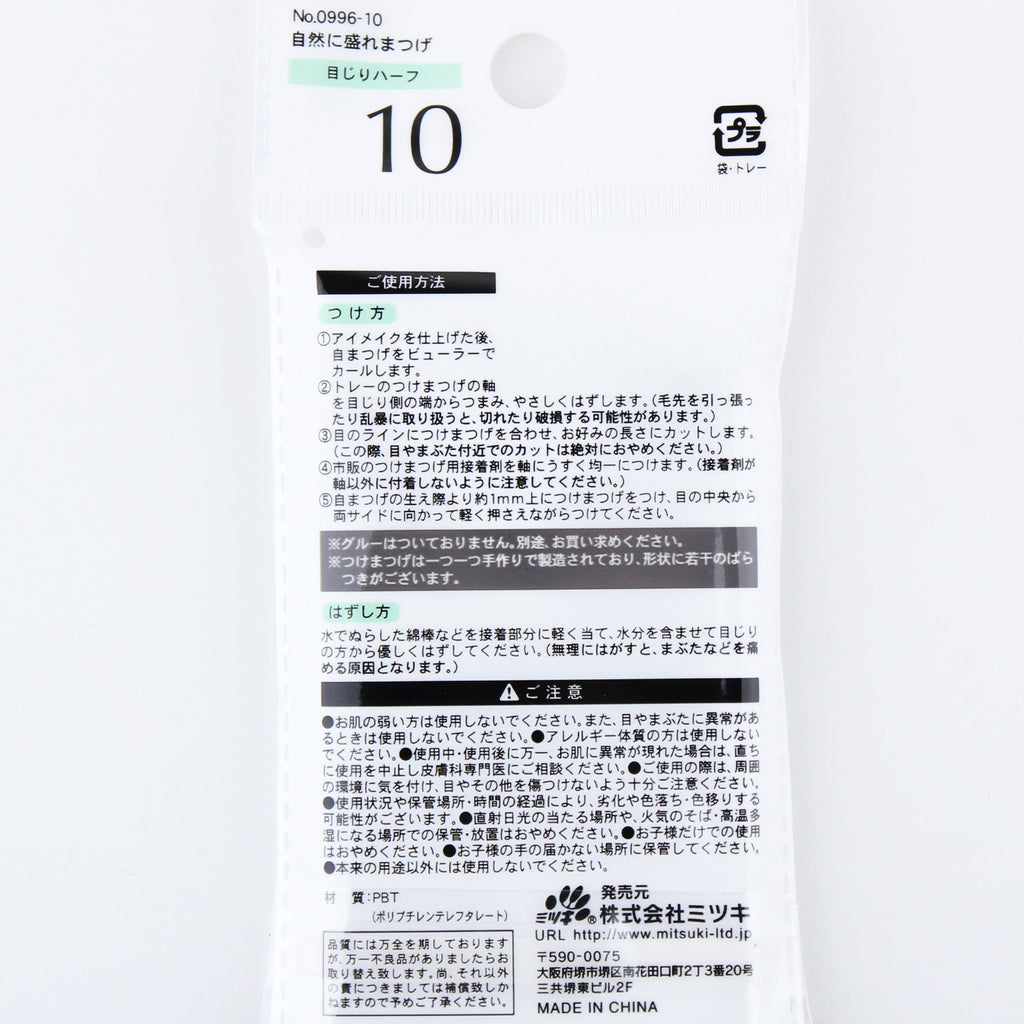 No.0996-10
自然に盛れまつげ
目じりハーフ
10
プラ
袋・トレー
ご使用方法
つけ方
①アイメイクを仕上げた後、
自まつげをビューラーで
カールします。
②トレーのつけまつげの軸
を目じり側の端からつまみ、やさしくはずします。(毛先を引っ張っ
たり乱暴に取り扱うと、切れたり破損する可能性があります。)
③目のラインにつけまつげを合わせ、お好みの長さにカットします。
(この際、目やまぶた付近でのカットは絶対におやめください。)
④市販のつけまつげ用接着剤を軸にうすく均一につけます。(接着剤が
軸以外に付着しないように注意してください。)
⑤自まつげの生え際より約1mm上につけまつげをつけ、目の中央から
両サイドに向かって軽く押さえながらつけてください。
※グルーはついておりません。別途、お買い求めください。
※つけまつげは一つ一つ手作りで製造されており、形状に若干のばら
つきがございます。
はずし方
水でぬらした綿棒などを接着部分に軽く当て、水分を含ませて目じり
の方から優しくはずしてください。(無理にはがすと、まぶたなどを痛
める原因となります。)
⚠ご注意
●お肌の弱い方は使用しないでください。また、目やまぶたに異常があ
るときは使用しないでください。●アレルギー体質の方は使用しない
でください。●使用中・使用後に万一、お肌に異常が現れた場合は、直ち
に使用を中止し皮膚科専門医にご相談ください。●ご使用の際は、周囲
の環境に気を付け、目やその他を傷つけないよう十分ご注意ください。
●使用状況や保管場所・時間の経過により、劣化や色落ち・色移りする
可能性がございます。●直射日光の当たる場所や、火気のそば・高温多
湿になる場所での保管・放置はおやめください。●お子様だけでの使用
はおやめください。●お子様の手の届かない場所に保管してください。
●本来の用途以外には使用しないでください。
材 質:PBT
(ポリブチレンテレフタレート)
品質には万全を期しておりますが
が、万一不良品がありましたらお
取り替え致します。尚、それ以外
の責につきましては補償致しか
ねますので予めご了承ください。
発売元
ミツキ® 株式会社ミツキ
URL http://www.mitsuki-ltd.jp
〒590-0075
大阪府堺市堺区南花田口町2丁3番20号
三共堺東ビル2F
MADE IN CHINA